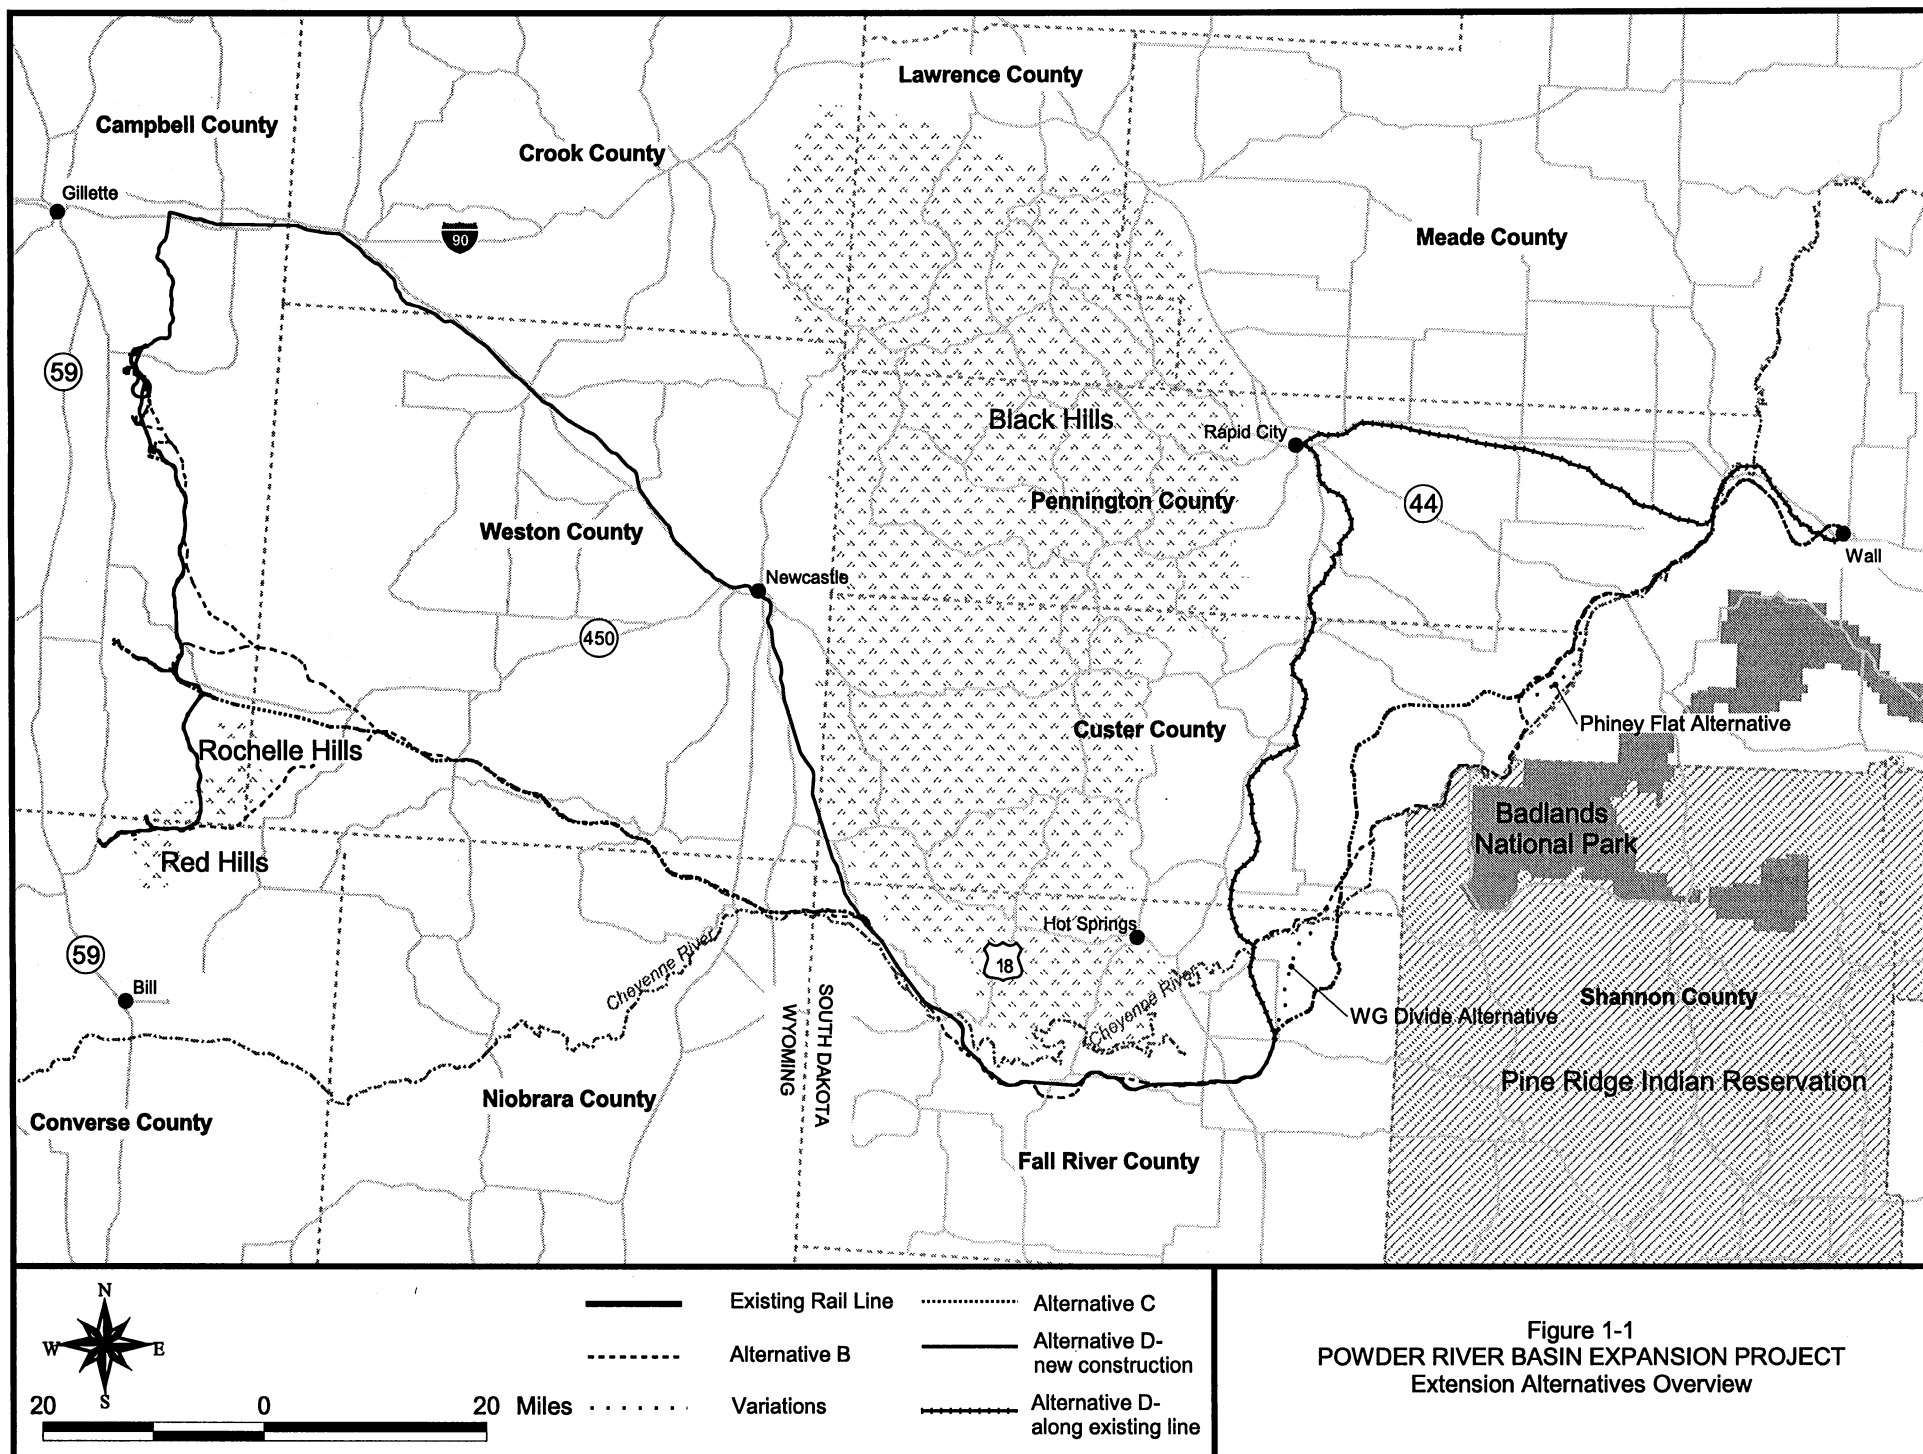 Lawrence County
Campbell County
Crook County
Gillette
90
Meade County
59
Black Hills
Rapid City
Pennington County
44
Weston County
Wall
Newcastle
450
Phiney Flat Alternative
Custer County
Rochelle Hills
Badlands
National Park
Red Hills
Hot Springs
59
18
Cheyenne River
Bill
Cheyenne River
Shannon County
WG Divide Alternative
WYOMING
SOUTH DAKOTA
Pine Ridge Indian Reservation
Niobrara County
Converse County
Fall River County
N
W
E
S
20
0
20
Miles
Existing Rail Line
Alternative B
Variations
Alternative C
Alternative D-
new construction
Alternative D-
along existing line
Figure 1-1
POWDER RIVER BASIN EXPANSION PROJECT
Extension Alternatives Overview